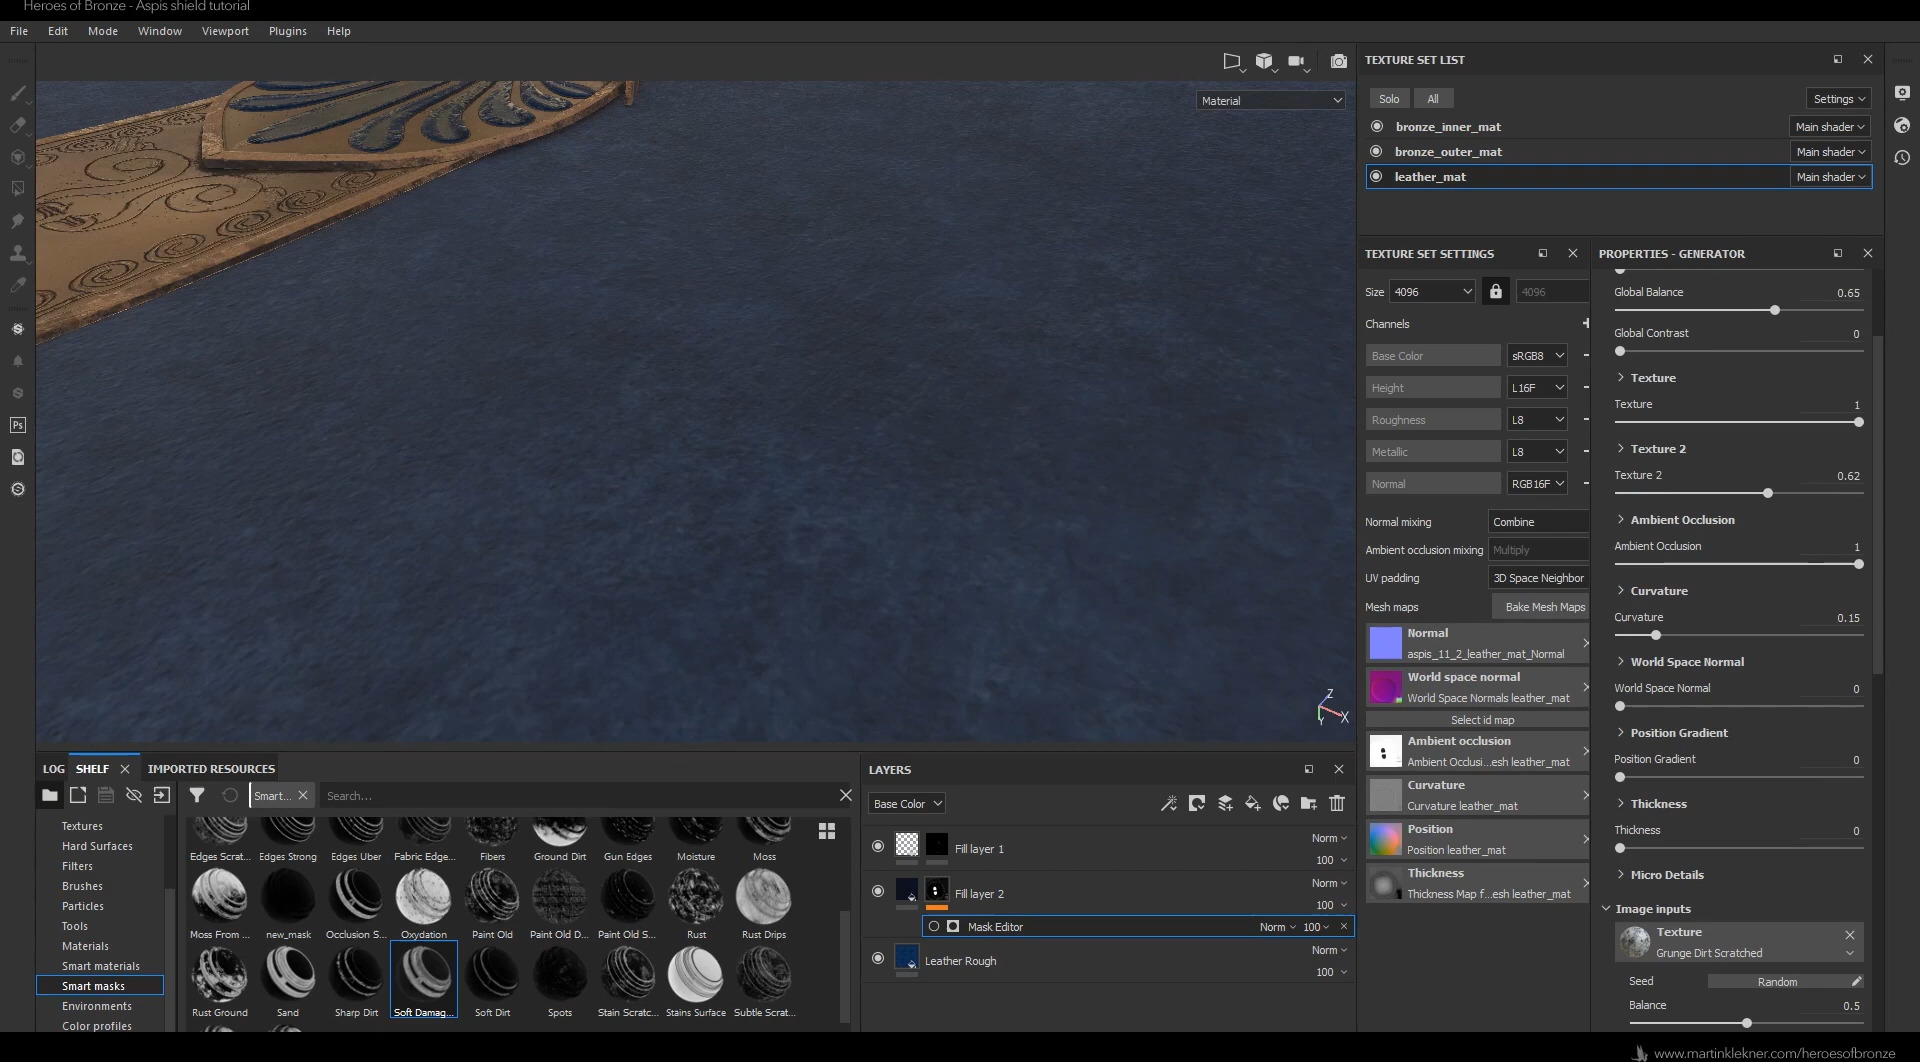 Heroes of Bronze - Aspis shield tutorial
File Edit Mode Window Viewport Plugins Help
Material
TEXTURE SET LIST
Solo All Settings
bronze_inner_mat Main shader
bronze_outer_mat Main shader
leather_mat Main shader
TEXTURE SET SETTINGS
Size 4096 4096
Channels
Base Color sRGB8
Height L16F
Roughness L8
Metallic L8
Normal RGB16F
Normal mixing Combine
Ambient occlusion mixing Multiply
UV padding 3D Space Neighbor
Mesh maps Bake Mesh Maps
Normal
aspis_11_2_leather_mat_Normal
World space normal
World Space Normals leather_mat
Select id map
Ambient occlusion
Ambient Occlusi...esh leather_mat
Curvature
Curvature leather_mat
Position
Position leather_mat
Thickness
Thickness Map f...esh leather_mat
PROPERTIES - GENERATOR
Global Balance 0.65
Global Contrast 0
Texture
Texture 1
Texture 2
Texture 2 0.62
Ambient Occlusion
Ambient Occlusion 1
Curvature
Curvature 0.15
World Space Normal
World Space Normal 0
Position Gradient
Position Gradient 0
Thickness
Thickness 0
Micro Details
Image inputs
Texture
Grunge Dirt Scratched
Seed Random
Balance 0.5
Ps
Z
Y X
LOG SHELF IMPORTED RESOURCES
Smart... Search...
Textures
Hard Surfaces
Filters
Brushes
Particles
Tools
Materials
Smart materials
Smart masks
Environments
Color profiles
Edges Scrat... Edges Strong Edges Uber Fabric Edge... Fibers Ground Dirt Gun Edges Moisture Moss
Moss From ... new_mask Occlusion S... Oxydation Paint Old Paint Old D... Paint Old S... Rust Rust Drips
Rust Ground Sand Sharp Dirt Soft Damag... Soft Dirt Spots Stain Scratc... Stains Surface Subtle Scrat...
LAYERS
Base Color
Fill layer 1 Norm 100
Fill layer 2 Norm 100
Mask Editor Norm 100
Leather Rough Norm 100
www.martinklekner.com/heroesofbronze